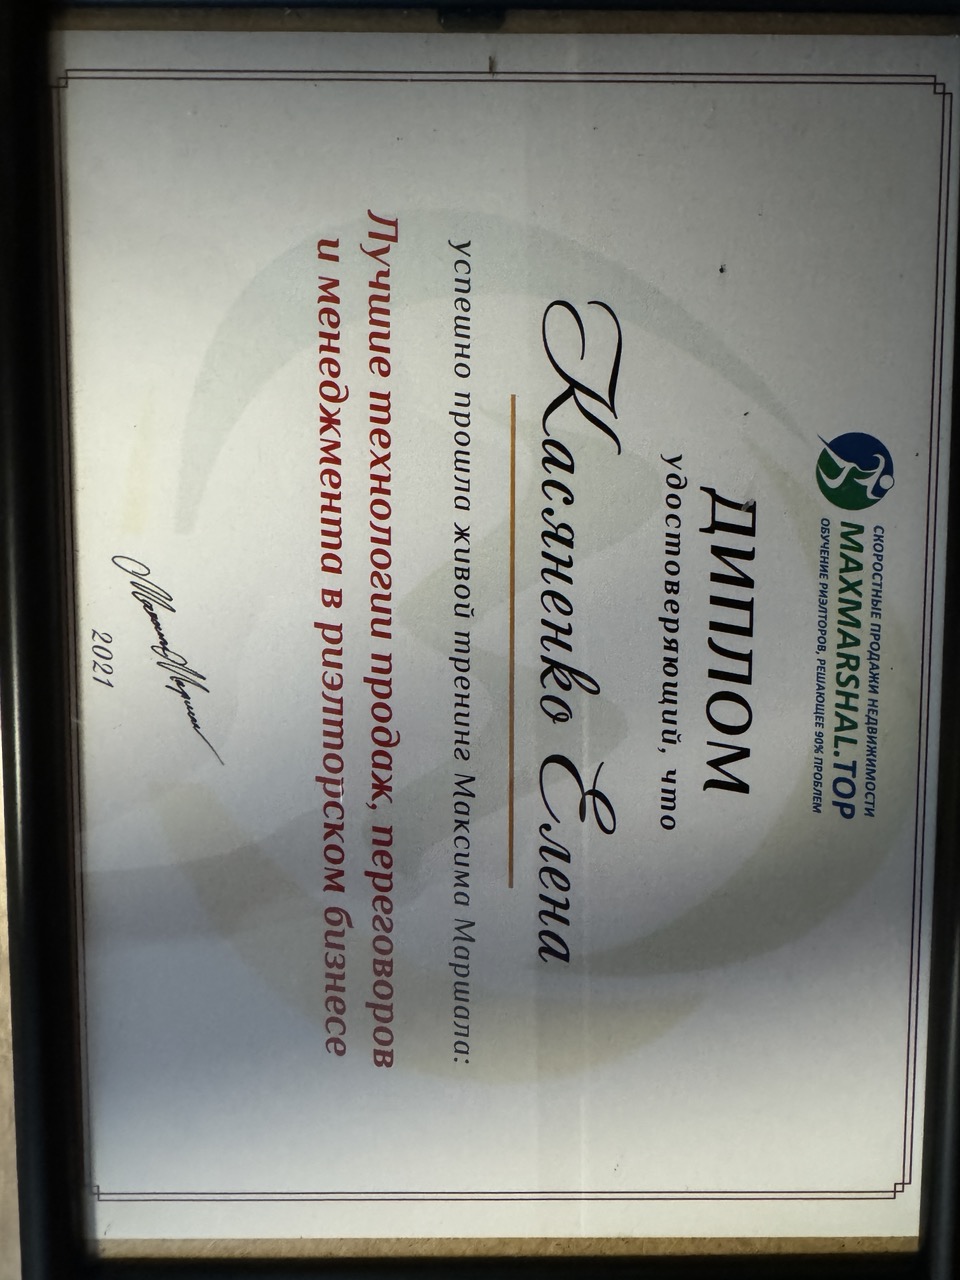 СКОРОСТНЫЕ ПРОДАЖИ НЕДВИЖИМОСТИ
MAXMARSHAL.TOP
ОБУЧЕНИЕ РИЭЛТОРОВ, РЕШАЮЩЕЕ 90% ПРОБЛЕМ
ДИПЛОМ
удостоверяющий, что
Касяненко Елена
успешно прошла живой тренинг Максима Маршала:
Лучшие технологии продаж, переговоров
и менеджмента в риэлторском бизнесе
2021